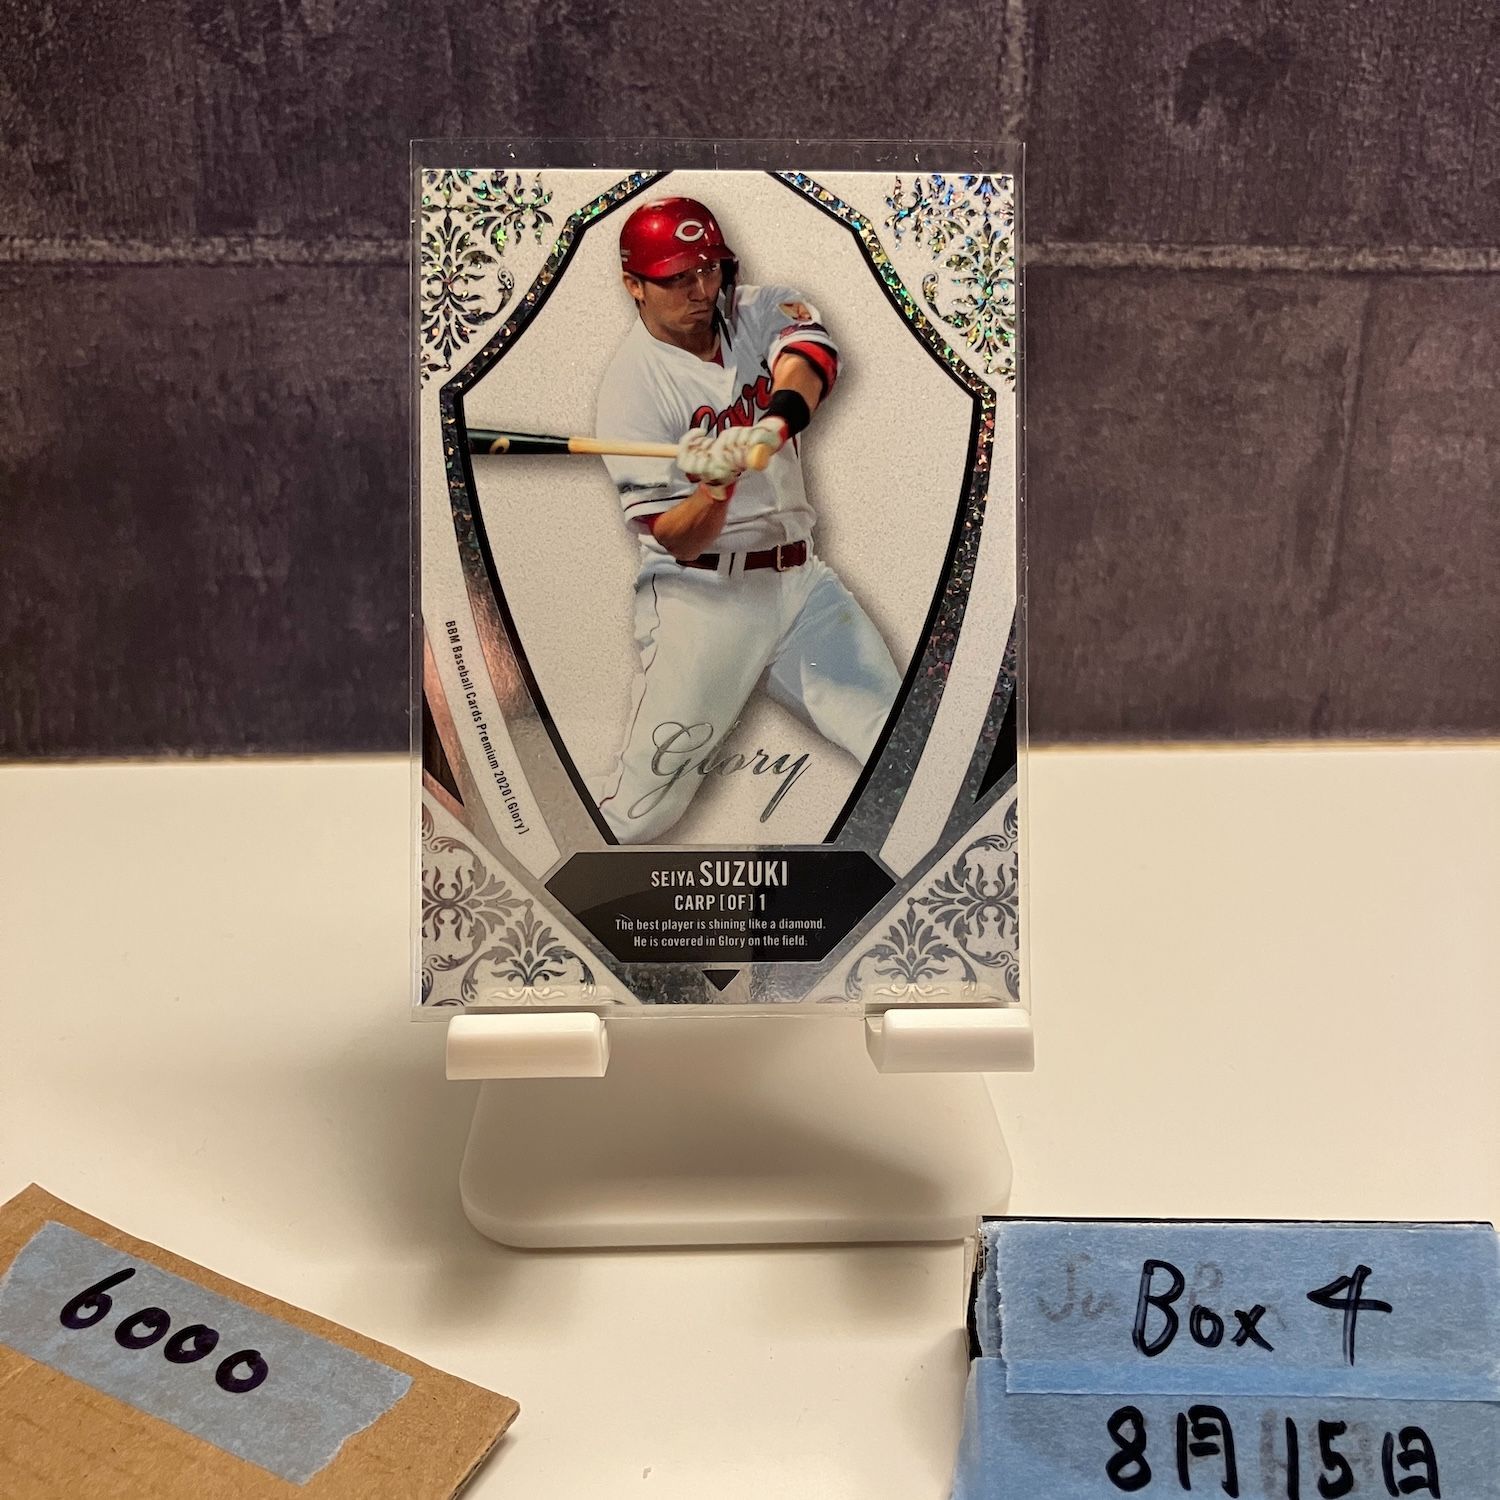 C
Carp
BBM Baseball Cards Premium 2020 [Glory]
Glory
SEIYA SUZUKI
CARP [OF] 1
The best player is shining like a diamond.
He is covered in Glory on the field.
6000
Box 4
8月15日